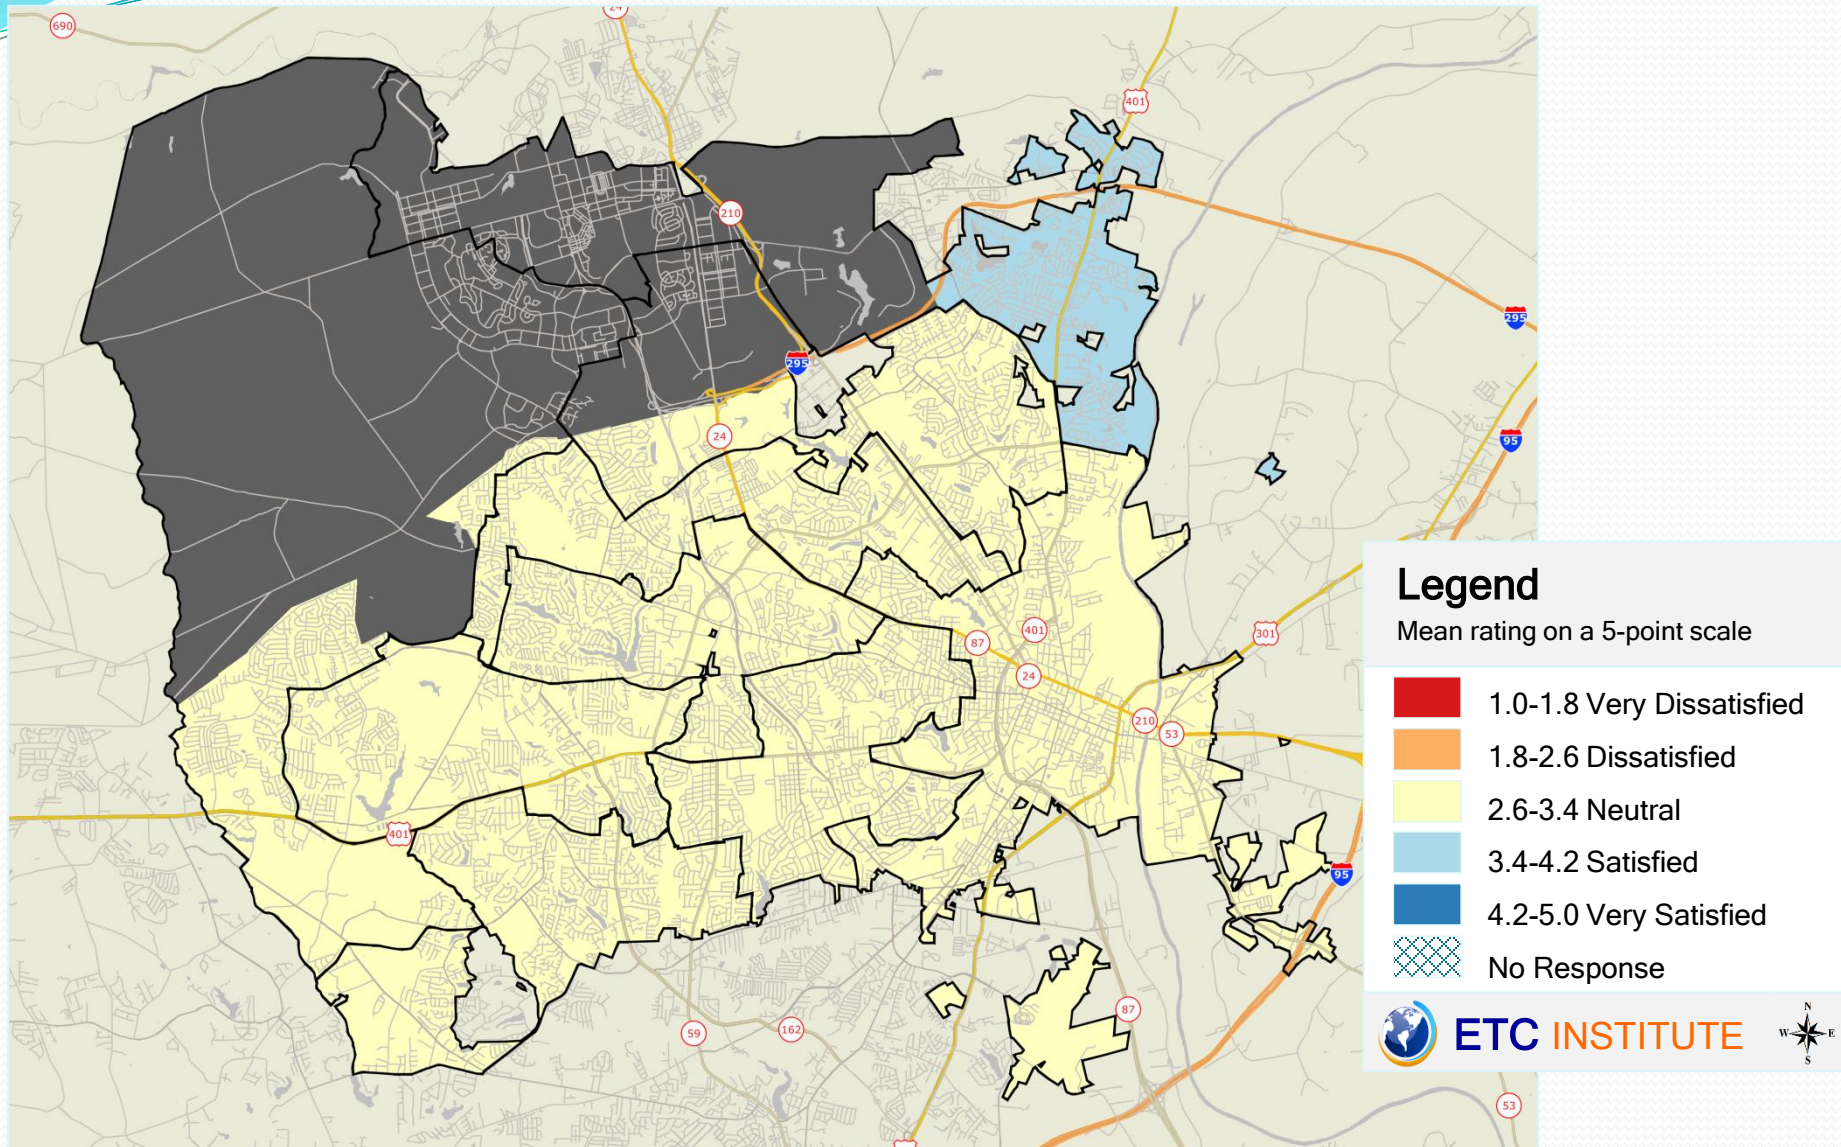 690
24
401
210
295
295
24
95
87
401
24
301
210
53
401
95
87
59
162
53
Legend
Mean rating on a 5-point scale
1.0-1.8 Very Dissatisfied
1.8-2.6 Dissatisfied
2.6-3.4 Neutral
3.4-4.2 Satisfied
4.2-5.0 Very Satisfied
No Response
ETC INSTITUTE
N
W E
S